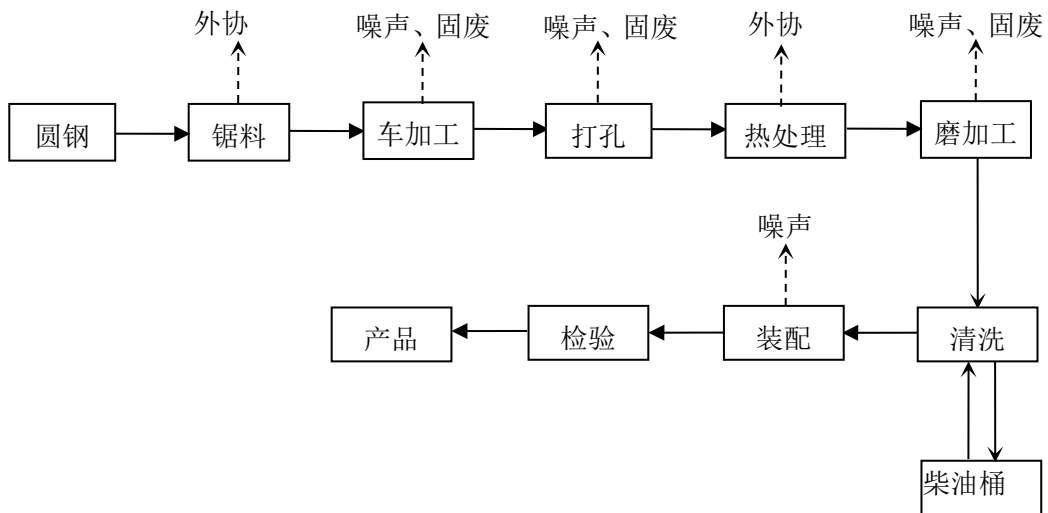 外协
噪声、固废
噪声、固废
外协
噪声、固废
圆钢
锯料
车加工
打孔
热处理
磨加工
噪声
产品
检验
装配
清洗
柴油桶